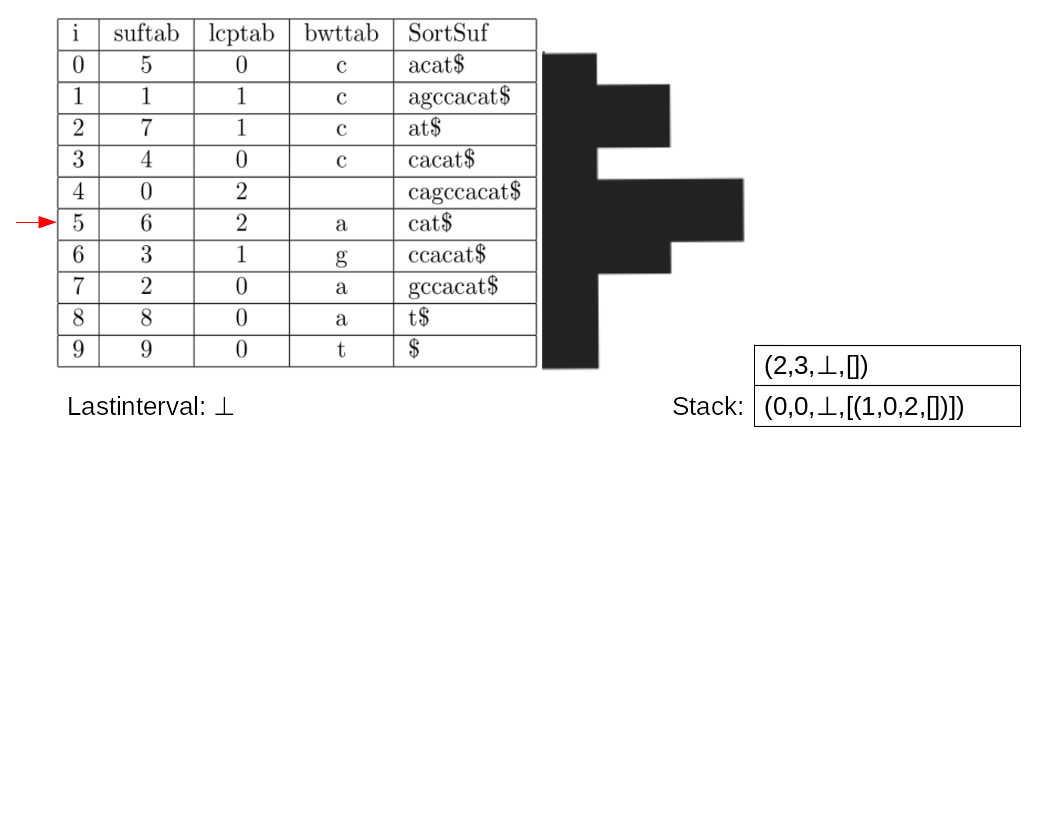 i suftab lcptab bwttab SortSuf
0 5 0 c acat$
1 1 1 c agccacat$
2 7 1 c at$
3 4 0 c cacat$
4 0 2 cagccacat$
5 6 2 a cat$
6 3 1 g ccacat$
7 2 0 a gccacat$
8 8 0 a t$
9 9 0 t $
(2,3,⊥,[])
Lastinterval: ⊥ Stack: (0,0,⊥,[(1,0,2,[])])